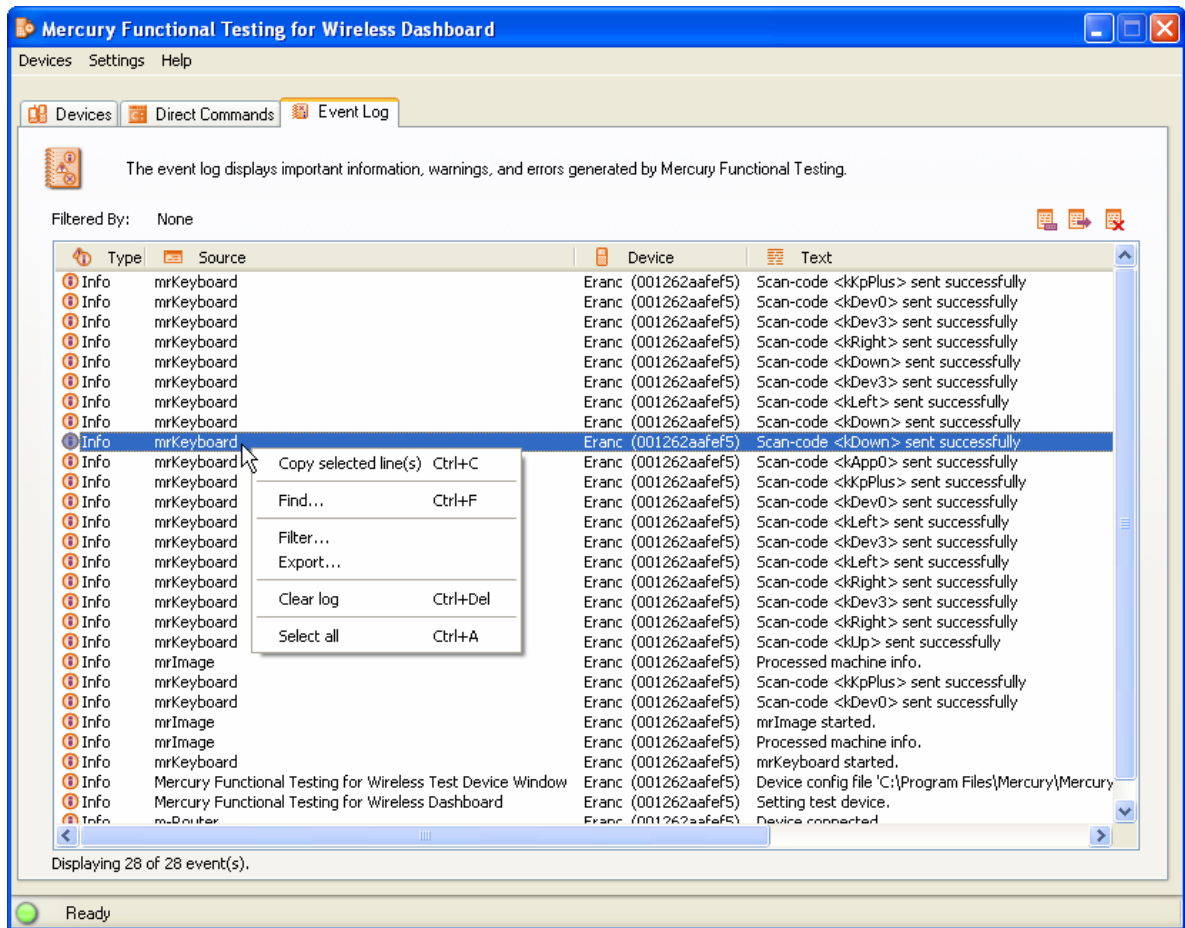 Mercury Functional Testing for Wireless Dashboard
Devices Settings Help
Devices Direct Commands Event Log
The event log displays important information, warnings, and errors generated by Mercury Functional Testing.
Filtered By: None
Type Source Device Text
Info mrKeyboard Eranc (001262aafef5) Scan-code <kKpPlus> sent successfully
Info mrKeyboard Eranc (001262aafef5) Scan-code <kDev0> sent successfully
Info mrKeyboard Eranc (001262aafef5) Scan-code <kDev3> sent successfully
Info mrKeyboard Eranc (001262aafef5) Scan-code <kRight> sent successfully
Info mrKeyboard Eranc (001262aafef5) Scan-code <kDown> sent successfully
Info mrKeyboard Eranc (001262aafef5) Scan-code <kDev3> sent successfully
Info mrKeyboard Eranc (001262aafef5) Scan-code <kLeft> sent successfully
Info mrKeyboard Eranc (001262aafef5) Scan-code <kDown> sent successfully
Info mrKeyboard Eranc (001262aafef5) Scan-code <kDown> sent successfully
Info mrKeyboard Eranc (001262aafef5) Scan-code <kApp0> sent successfully
Info mrKeyboard Eranc (001262aafef5) Scan-code <kKpPlus> sent successfully
Info mrKeyboard Eranc (001262aafef5) Scan-code <kDev0> sent successfully
Info mrKeyboard Eranc (001262aafef5) Scan-code <kLeft> sent successfully
Info mrKeyboard Eranc (001262aafef5) Scan-code <kDev3> sent successfully
Info mrKeyboard Eranc (001262aafef5) Scan-code <kLeft> sent successfully
Info mrKeyboard Eranc (001262aafef5) Scan-code <kRight> sent successfully
Info mrKeyboard Eranc (001262aafef5) Scan-code <kDev3> sent successfully
Info mrKeyboard Eranc (001262aafef5) Scan-code <kRight> sent successfully
Info mrKeyboard Eranc (001262aafef5) Scan-code <kUp> sent successfully
Info mrImage Eranc (001262aafef5) Processed machine info.
Info mrKeyboard Eranc (001262aafef5) Scan-code <kKpPlus> sent successfully
Info mrKeyboard Eranc (001262aafef5) Scan-code <kDev0> sent successfully
Info mrImage Eranc (001262aafef5) mrImage started.
Info mrImage Eranc (001262aafef5) Processed machine info.
Info mrKeyboard Eranc (001262aafef5) mrKeyboard started.
Info Mercury Functional Testing for Wireless Test Device Window Eranc (001262aafef5) Device config file 'C:\Program Files\Mercury\Mercury
Info Mercury Functional Testing for Wireless Dashboard Eranc (001262aafef5) Setting test device.
Info m-Router Eranc (001262aafef5) Device connected
Copy selected line(s) Ctrl+C
Find... Ctrl+F
Filter...
Export...
Clear log Ctrl+Del
Select all Ctrl+A
Displaying 28 of 28 event(s).
Ready